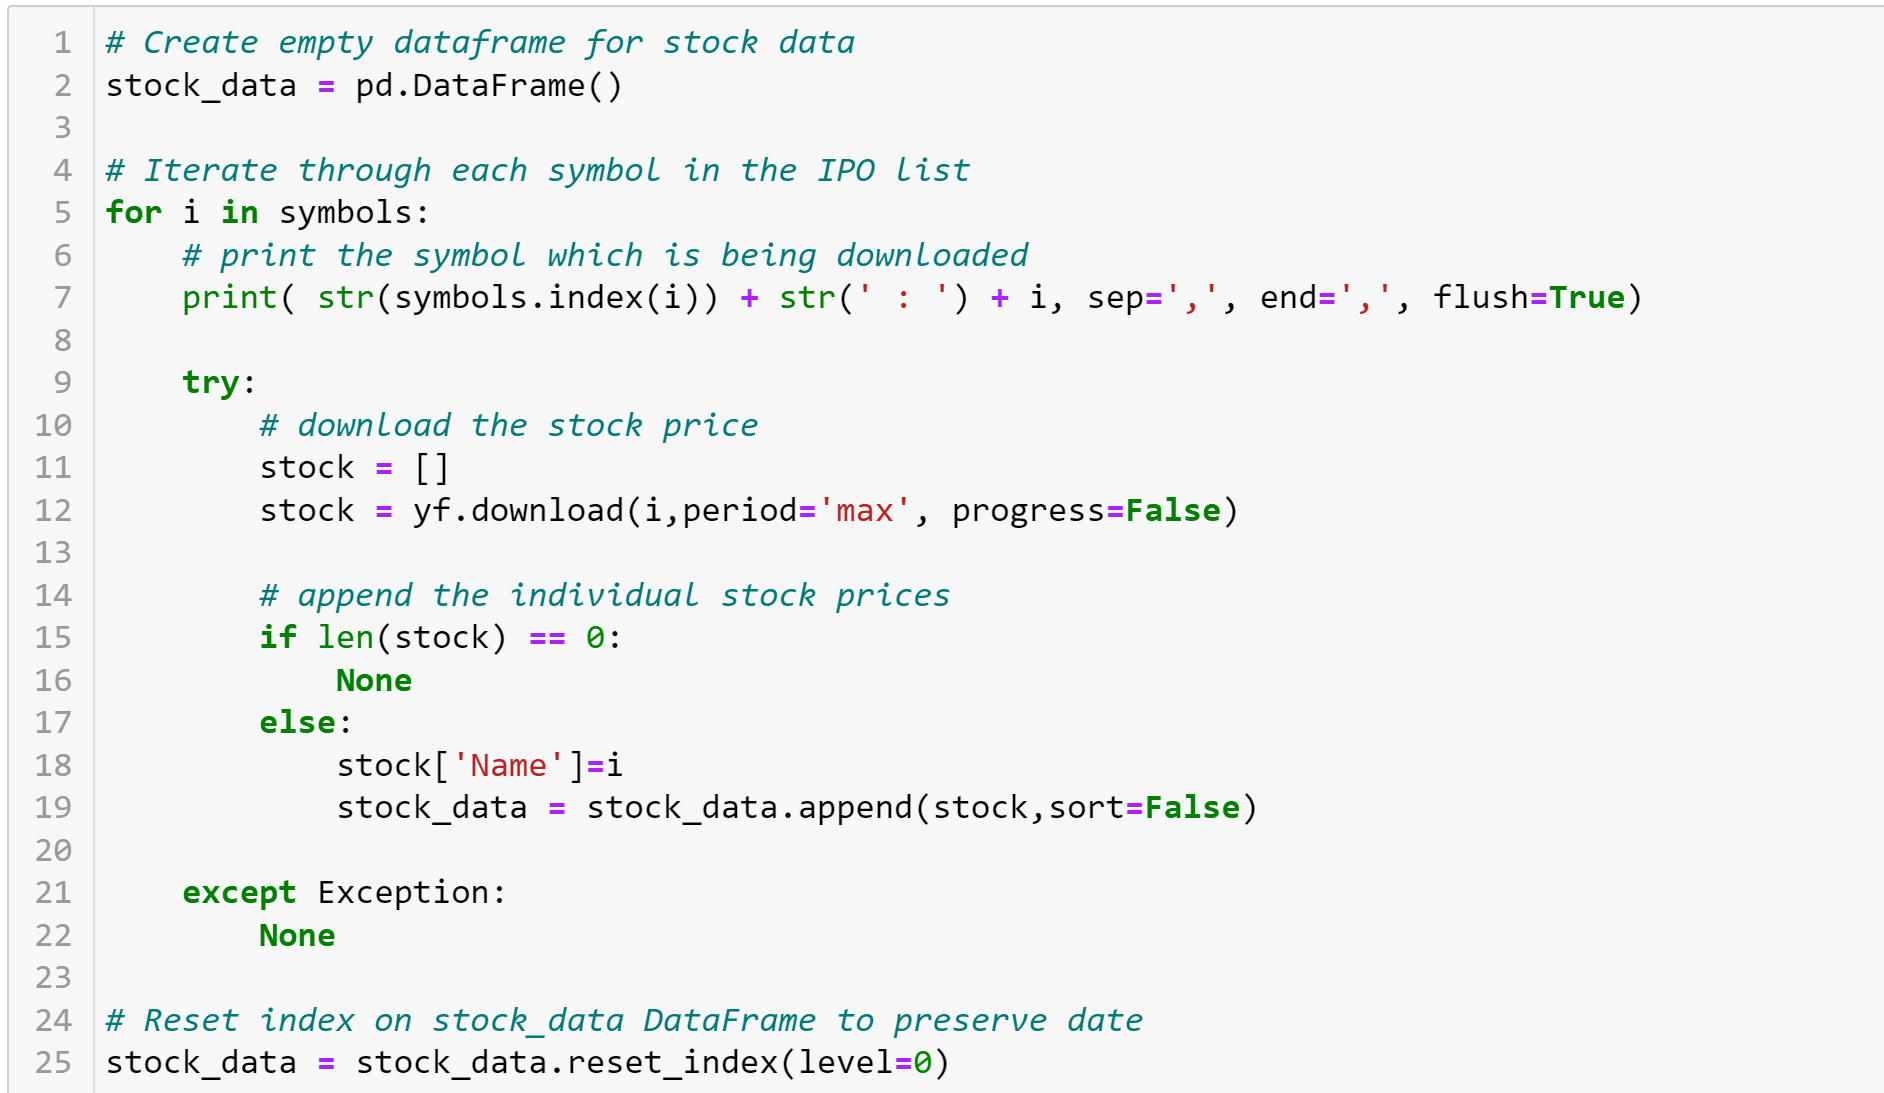 1 # Create empty dataframe for stock data
2 stock_data = pd.DataFrame()
3
4 # Iterate through each symbol in the IPO list
5 for i in symbols:
6     # print the symbol which is being downloaded
7     print( str(symbols.index(i)) + str(' : ') + i, sep=',', end=',', flush=True)
8
9     try:
10         # download the stock price
11         stock = []
12         stock = yf.download(i,period='max', progress=False)
13
14         # append the individual stock prices
15         if len(stock) == 0:
16             None
17         else:
18             stock['Name']=i
19             stock_data = stock_data.append(stock,sort=False)
20
21     except Exception:
22         None
23
24 # Reset index on stock_data DataFrame to preserve date
25 stock_data = stock_data.reset_index(level=0)